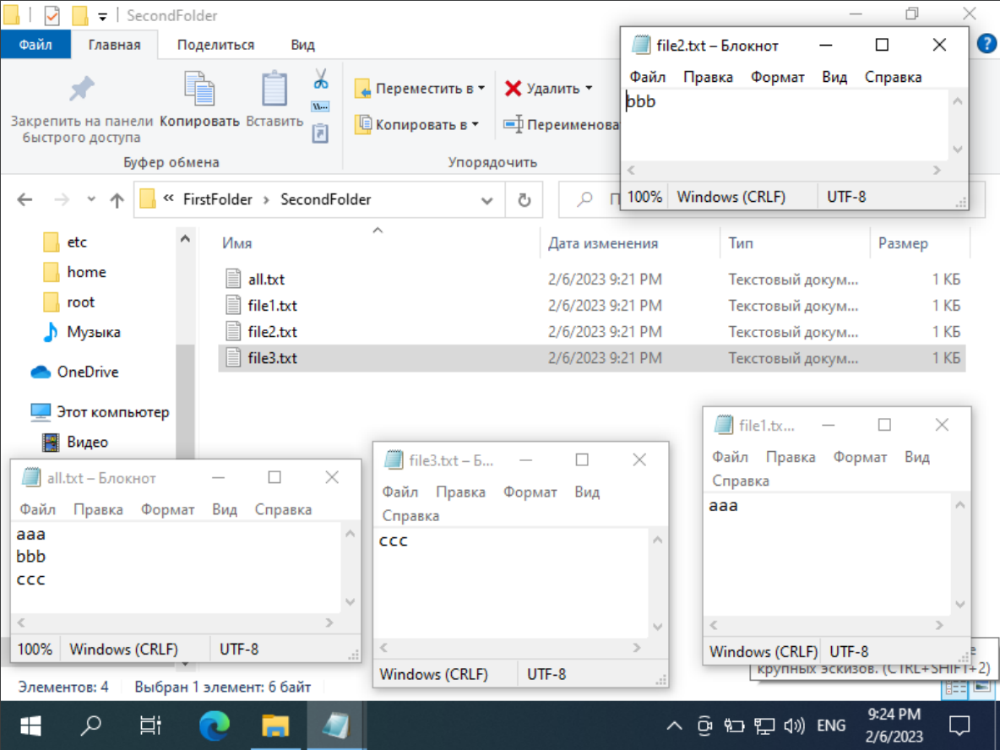 SecondFolder
Файл Главная Поделиться Вид
Закрепить на панели быстрого доступа
Копировать
Вставить
Переместить в
Копировать в
Удалить
Переименова
Буфер обмена
Упорядочить
file2.txt – Блокнот
Файл Правка Формат Вид Справка
bbb
100% Windows (CRLF) UTF-8
« FirstFolder › SecondFolder
П
Имя Дата изменения Тип Размер
all.txt 2/6/2023 9:21 PM Текстовый докум... 1 КБ
file1.txt 2/6/2023 9:21 PM Текстовый докум... 1 КБ
file2.txt 2/6/2023 9:21 PM Текстовый докум... 1 КБ
file3.txt 2/6/2023 9:21 PM Текстовый докум... 1 КБ
etc
home
root
Музыка
OneDrive
Этот компьютер
Видео
all.txt – Блокнот
Файл Правка Формат Вид Справка
aaa
bbb
ccc
100% Windows (CRLF) UTF-8
file3.txt – Б...
Файл Правка Формат Вид
Справка
ccc
Windows (CRLF) UTF-8
file1.tx...
Файл Правка Формат Вид
Справка
aaa
Windows (CRLF) UTF-8
крупных эскизов. (CTRL+SHIFT+2)
Элементов: 4 Выбран 1 элемент: 6 байт
ENG
9:24 PM
2/6/2023